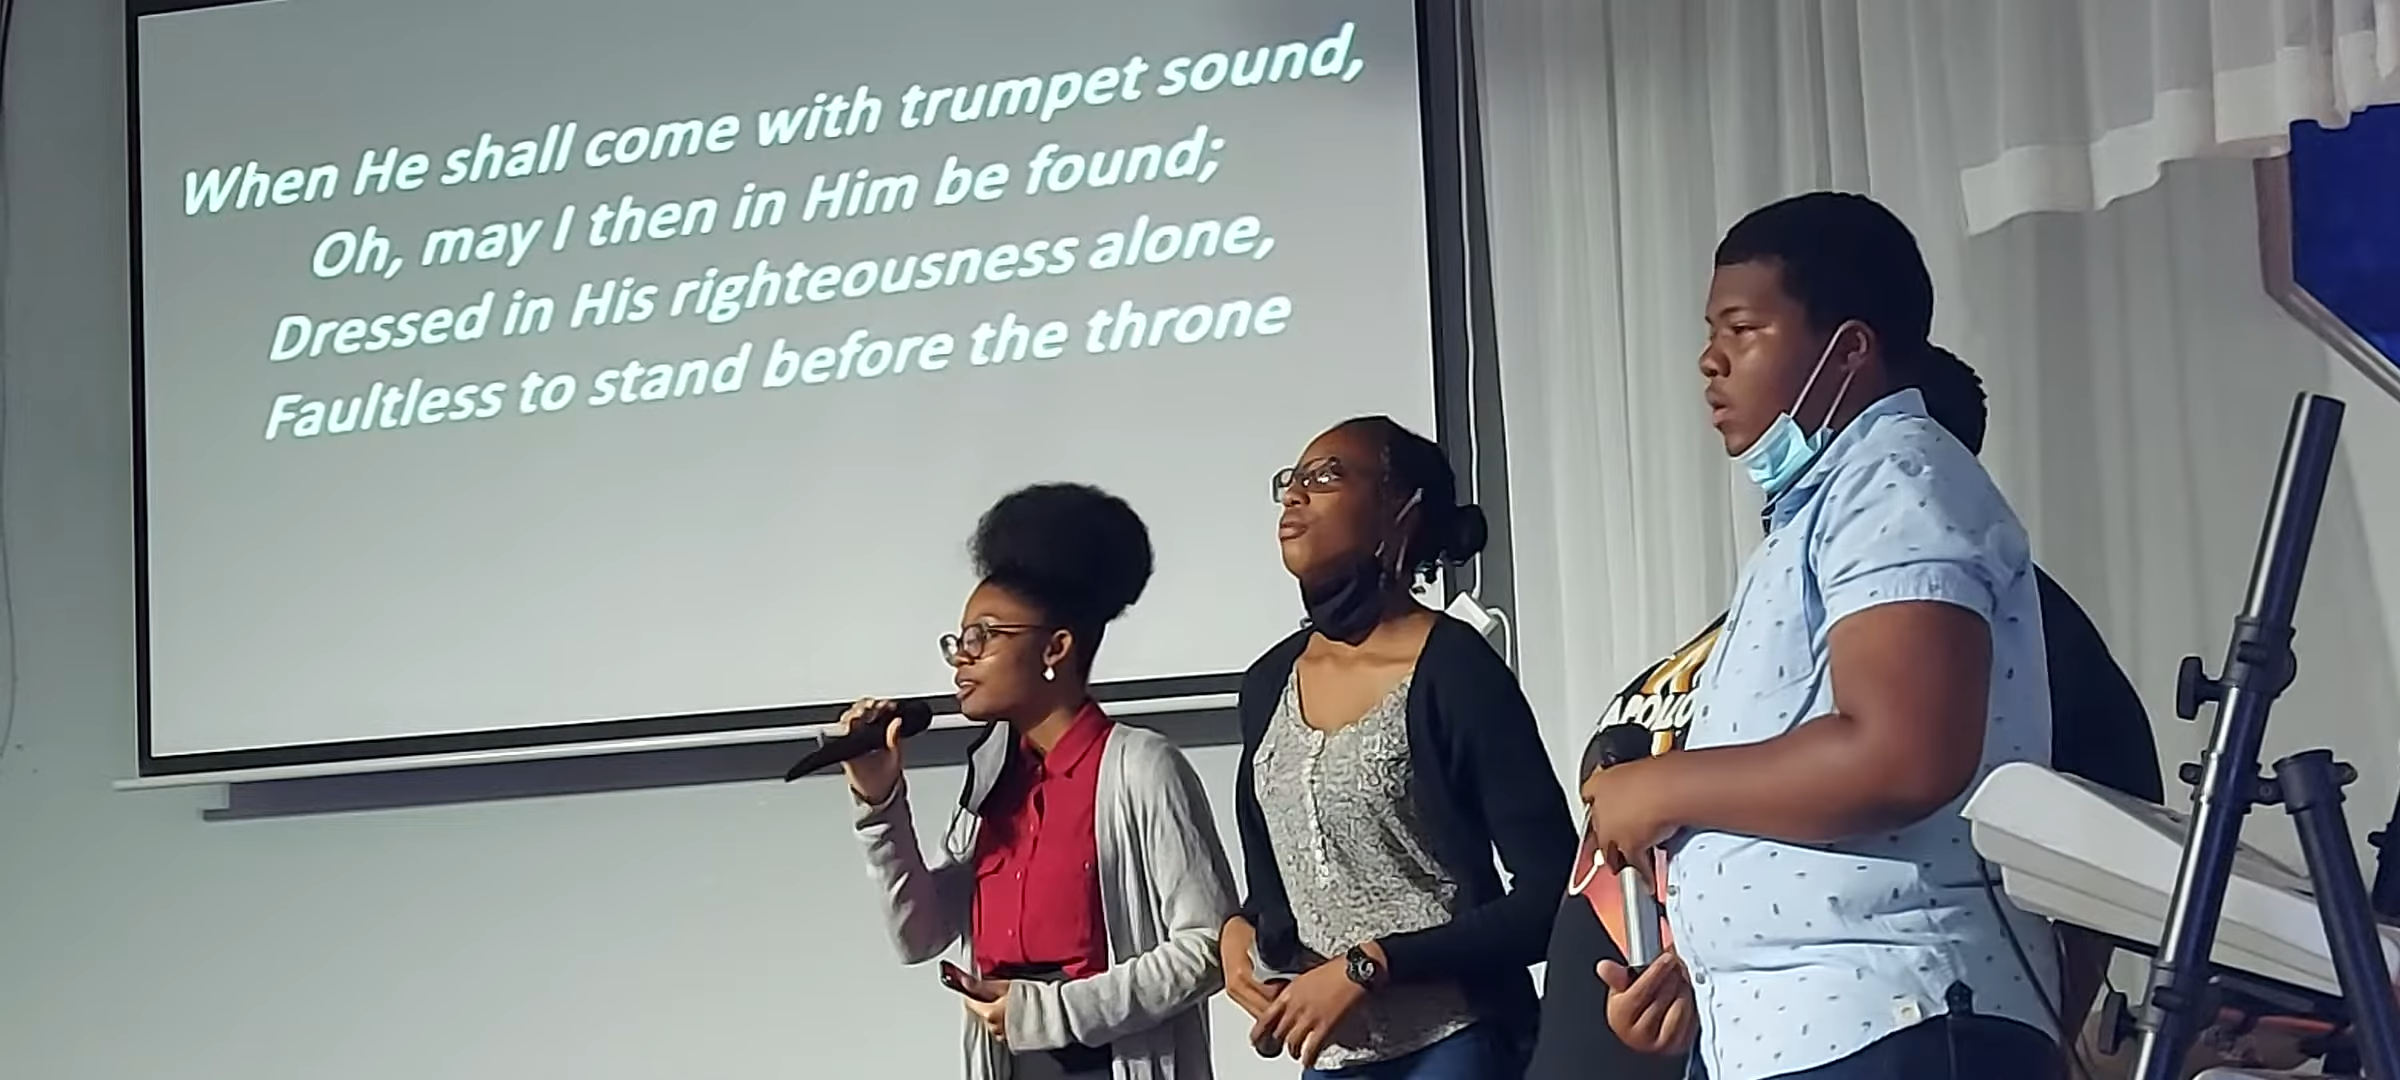 When He shall come with trumpet sound,
Oh, may I then in Him be found;
Dressed in His righteousness alone,
Faultless to stand before the throne
APOLLO